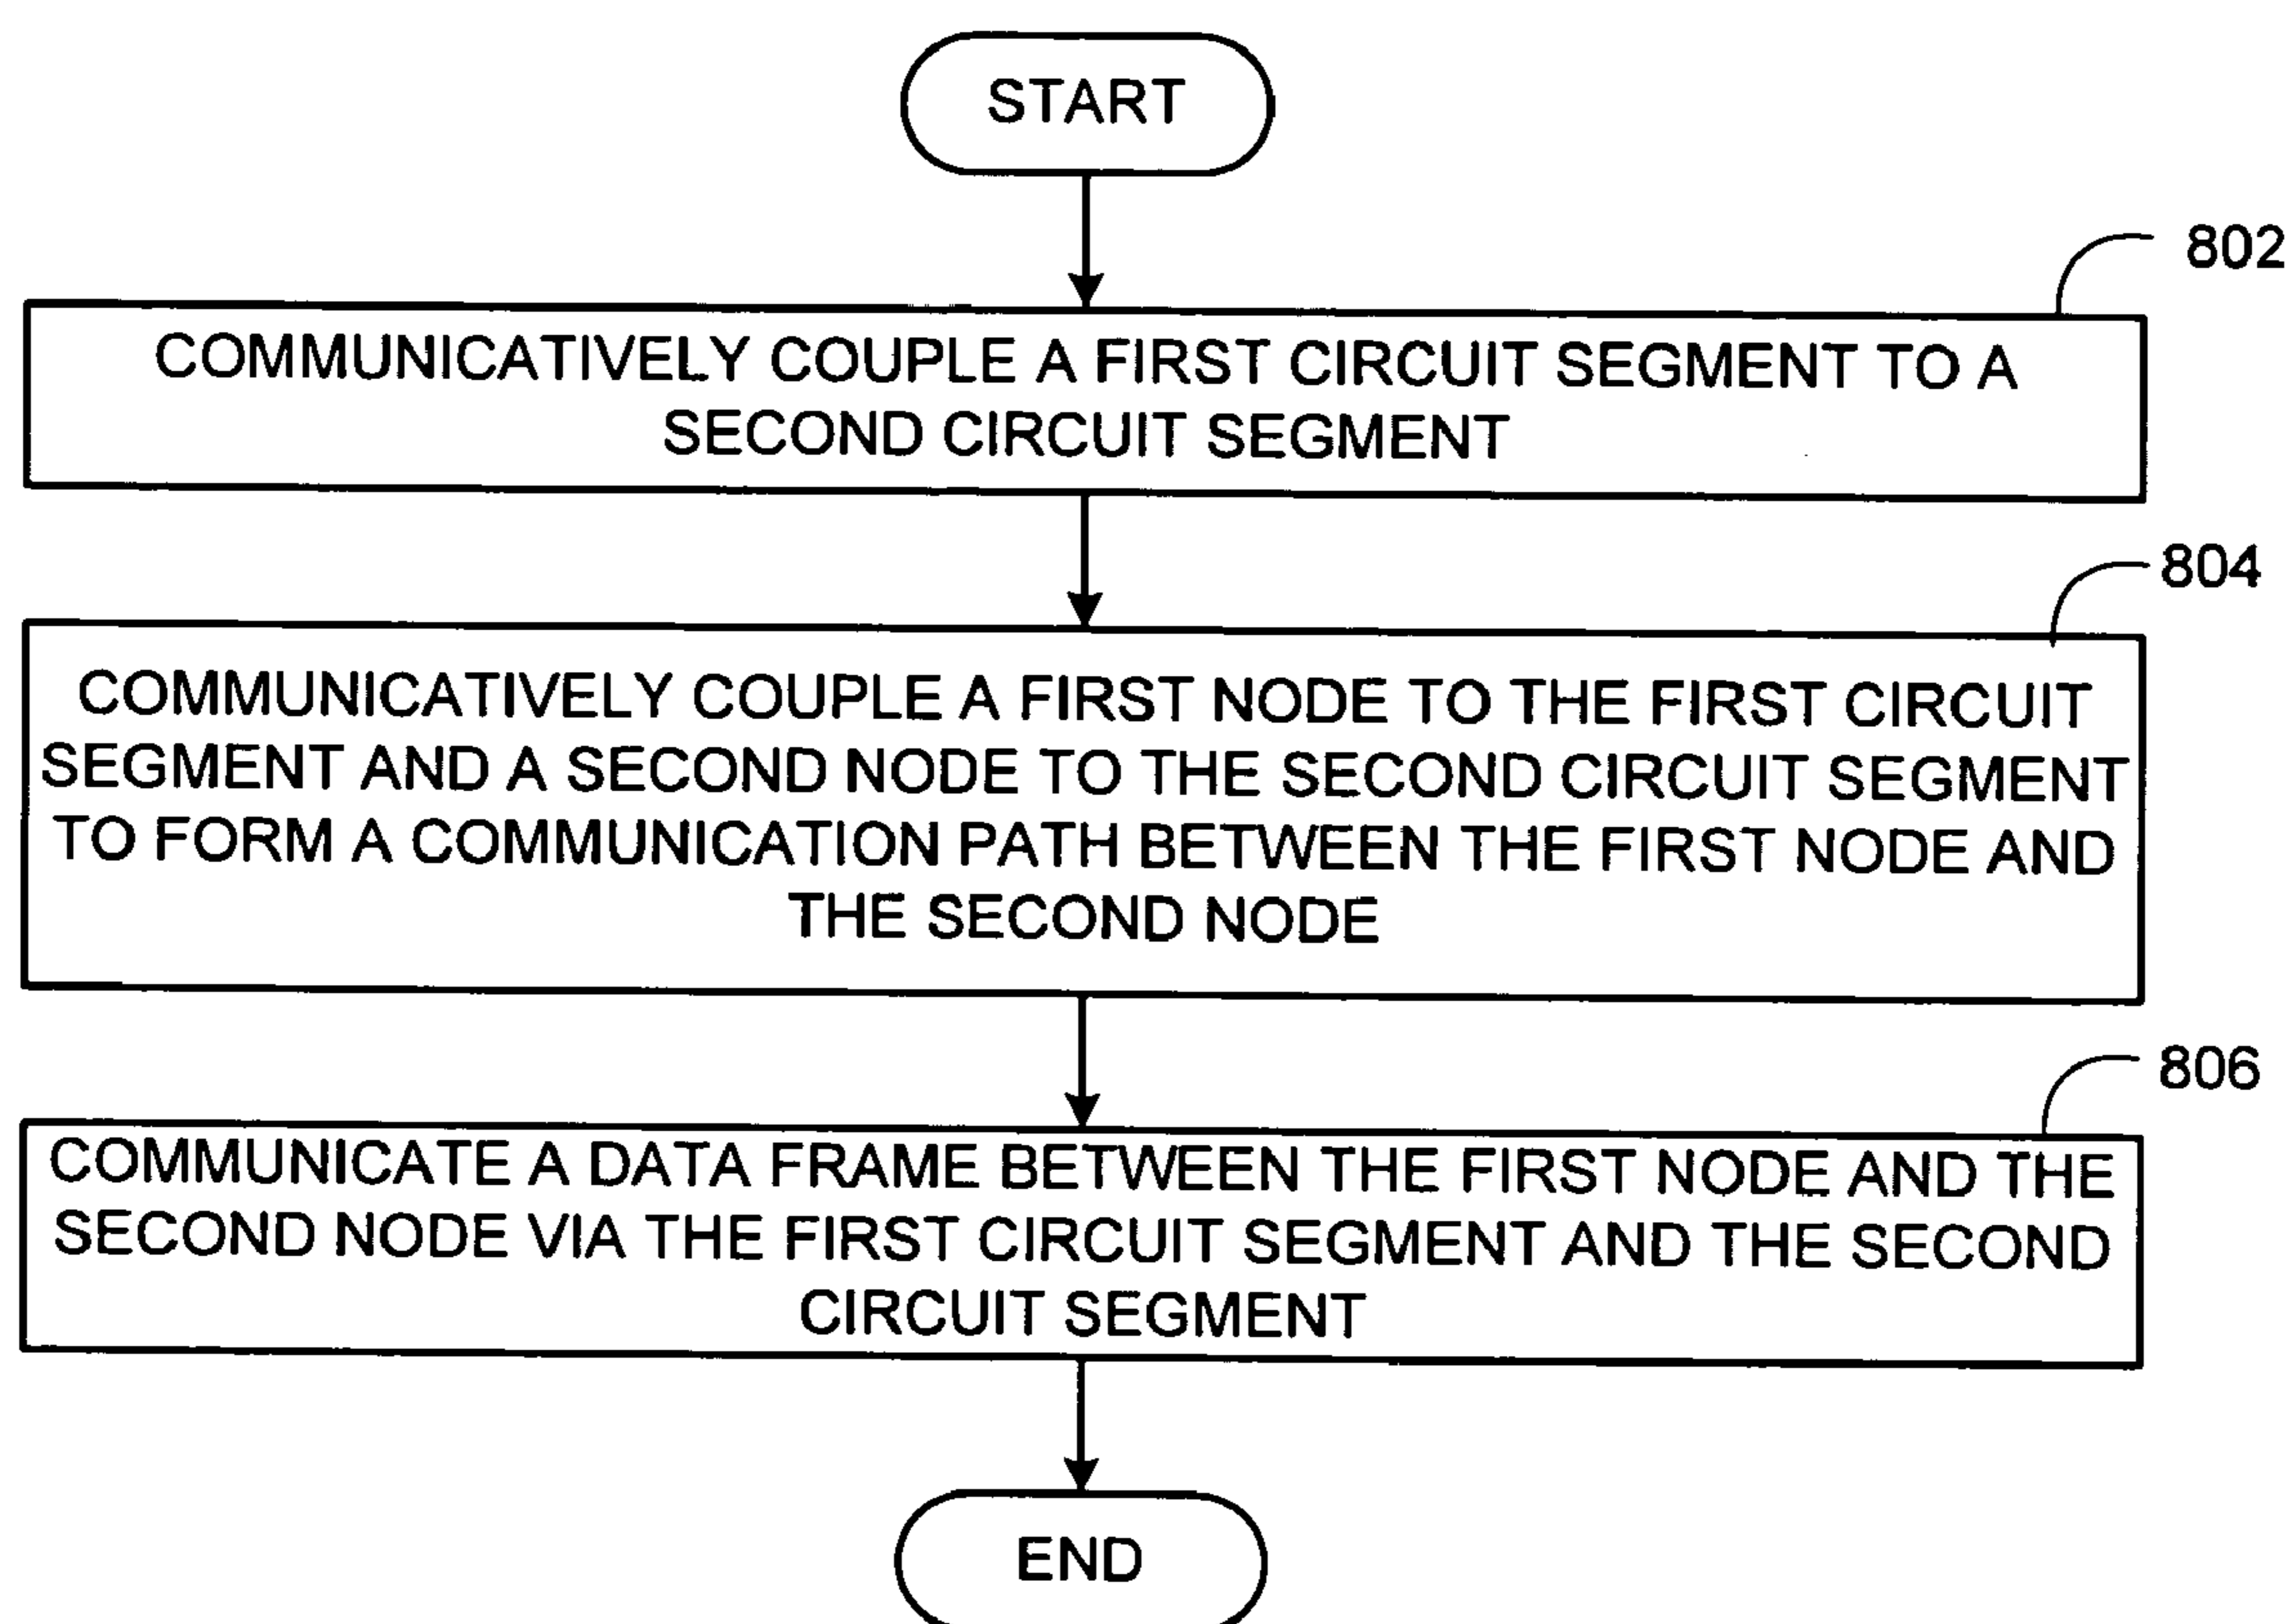 START
802
COMMUNICATIVELY COUPLE A FIRST CIRCUIT SEGMENT TO A
SECOND CIRCUIT SEGMENT
804
COMMUNICATIVELY COUPLE A FIRST NODE TO THE FIRST CIRCUIT
SEGMENT AND A SECOND NODE TO THE SECOND CIRCUIT SEGMENT
TO FORM A COMMUNICATION PATH BETWEEN THE FIRST NODE AND
THE SECOND NODE
806
COMMUNICATE A DATA FRAME BETWEEN THE FIRST NODE AND THE
SECOND NODE VIA THE FIRST CIRCUIT SEGMENT AND THE SECOND
CIRCUIT SEGMENT
END